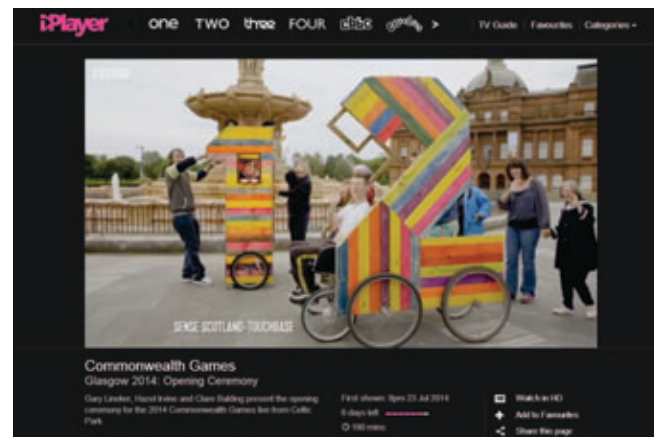 iPlayer
one TWO three FOUR cbbc >
TV Guide Favourites Categories
12
SENSE SCOTLAND - TOUCHBASE
Commonwealth Games
Glasgow 2014: Opening Ceremony
Gary Lineker, Hazel Irvine and Clare Balding present the opening
ceremony for the 2014 Commonwealth Games live from Celtic
Park.
First shown: 9pm 23 Jul 2014
6 days left
180 mins
Watch in HD
Add to Favourites
Share this page